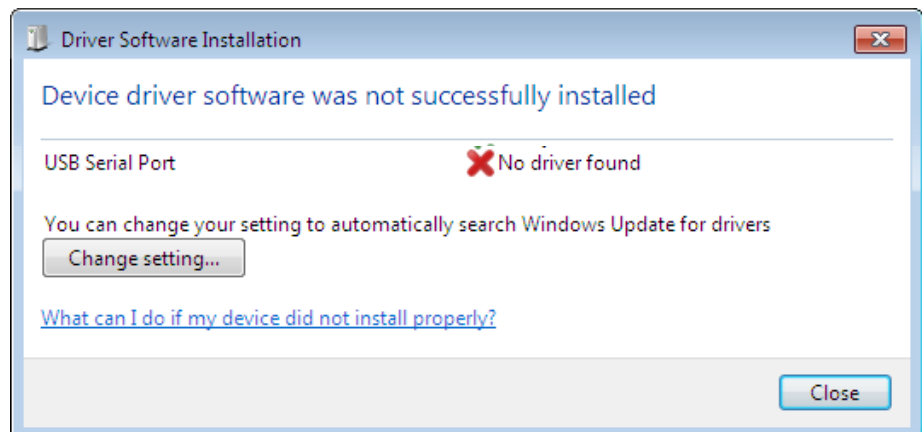 Driver Software Installation
Device driver software was not successfully installed
USB Serial Port No driver found
You can change your setting to automatically search Windows Update for drivers
Change setting...
What can I do if my device did not install properly?
Close